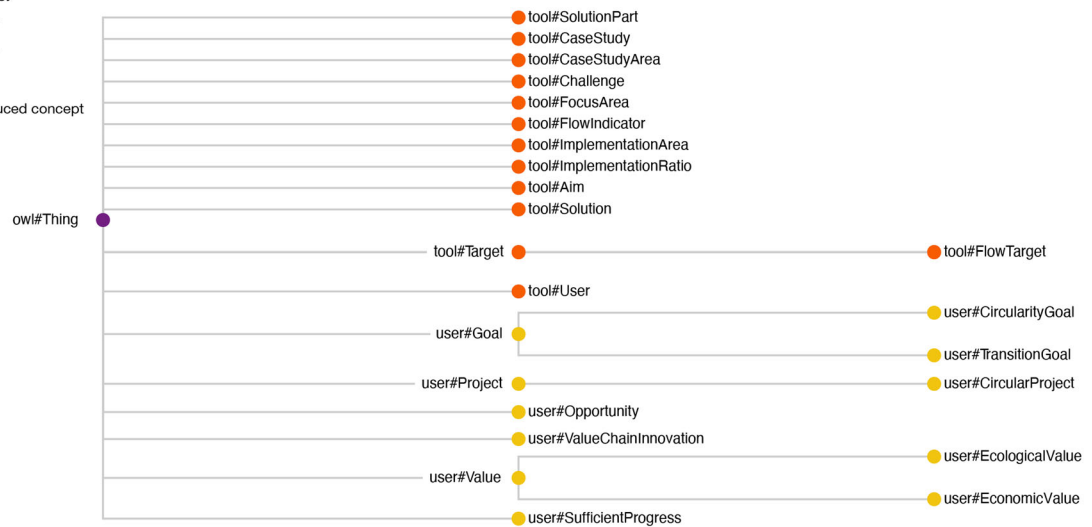 tool#SolutionPart
tool#CaseStudy
tool#CaseStudyArea
tool#Challenge
tool#FocusArea
uced concept
tool#FlowIndicator
tool#ImplementationArea
tool#ImplementationRatio
tool#Aim
tool#Solution
owl#Thing
tool#Target
tool#FlowTarget
tool#User
user#CircularityGoal
user#Goal
user#TransitionGoal
user#Project
user#CircularProject
user#Opportunity
user#ValueChainInnovation
user#EcologicalValue
user#Value
user#EconomicValue
user#SufficientProgress